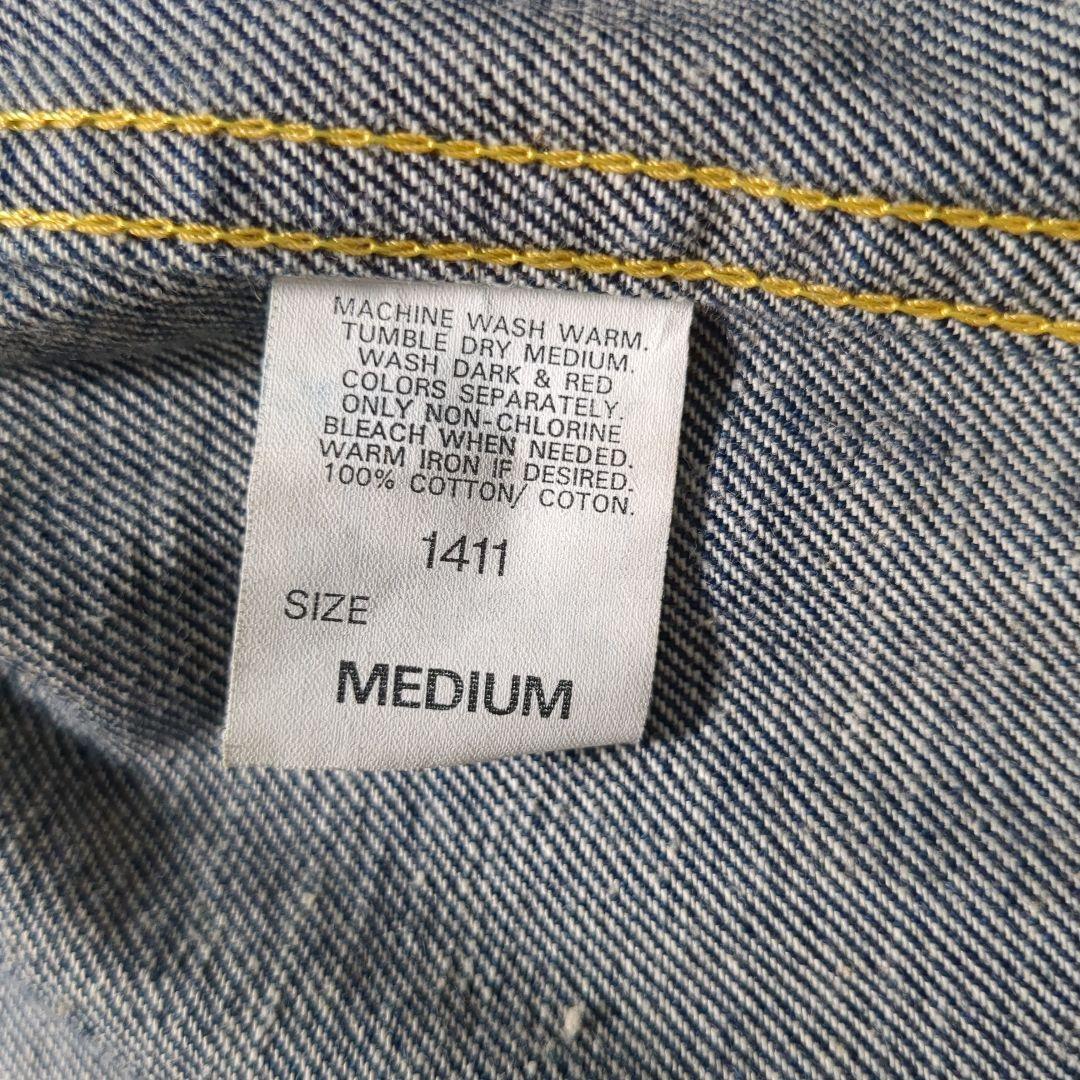 MACHINE WASH WARM.
TUMBLE DRY MEDIUM.
WASH DARK & RED
COLORS SEPARATELY.
ONLY NON-CHLORINE
BLEACH WHEN NEEDED.
WARM IRON IF DESIRED.
100% COTTON/ COTON.
1411
SIZE
MEDIUM